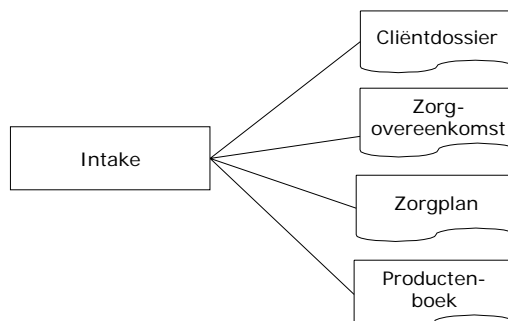 Cliëntdossier
Zorg-
overeenkomst
Intake
Zorgplan
Producten-
boek